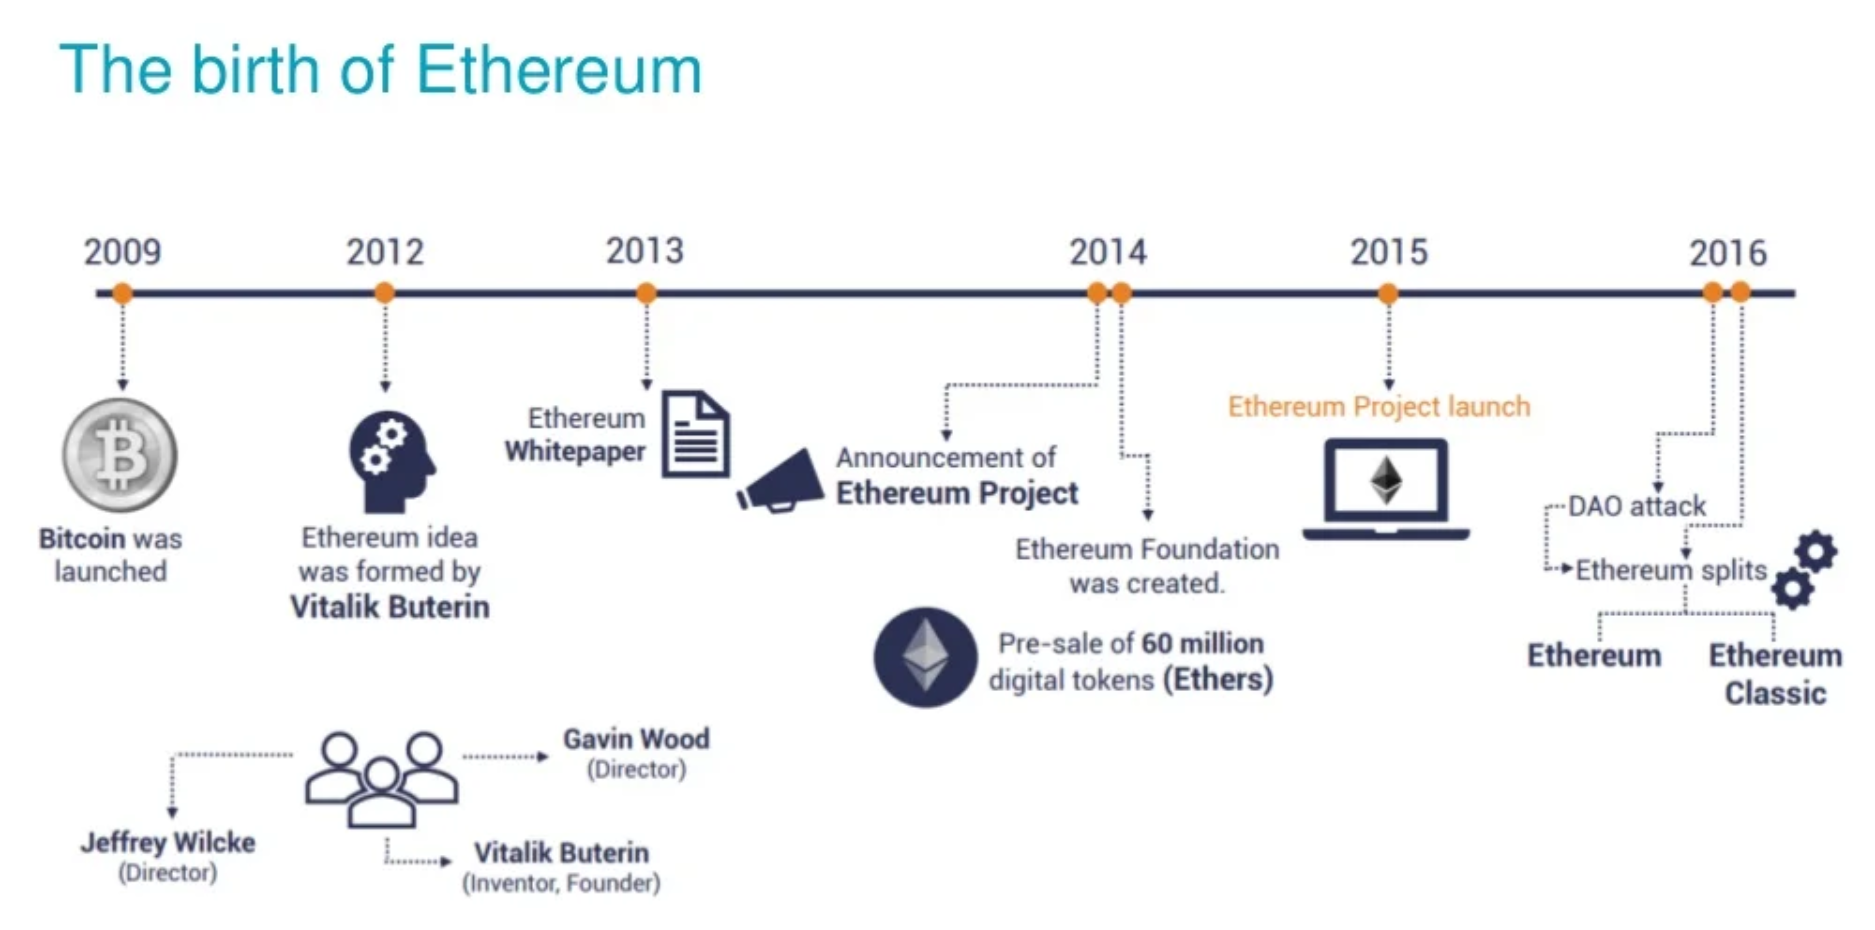 The birth of Ethereum
2009
2012
2013
2014
2015
2016
Bitcoin was
launched
Ethereum idea
was formed by
Vitalik Buterin
Ethereum
Whitepaper
Announcement of
Ethereum Project
Ethereum Foundation
was created.
Pre-sale of 60 million
digital tokens (Ethers)
Ethereum Project launch
DAO attack
Ethereum splits
Ethereum
Ethereum
Classic
Gavin Wood
(Director)
Jeffrey Wilcke
(Director)
Vitalik Buterin
(Inventor, Founder)